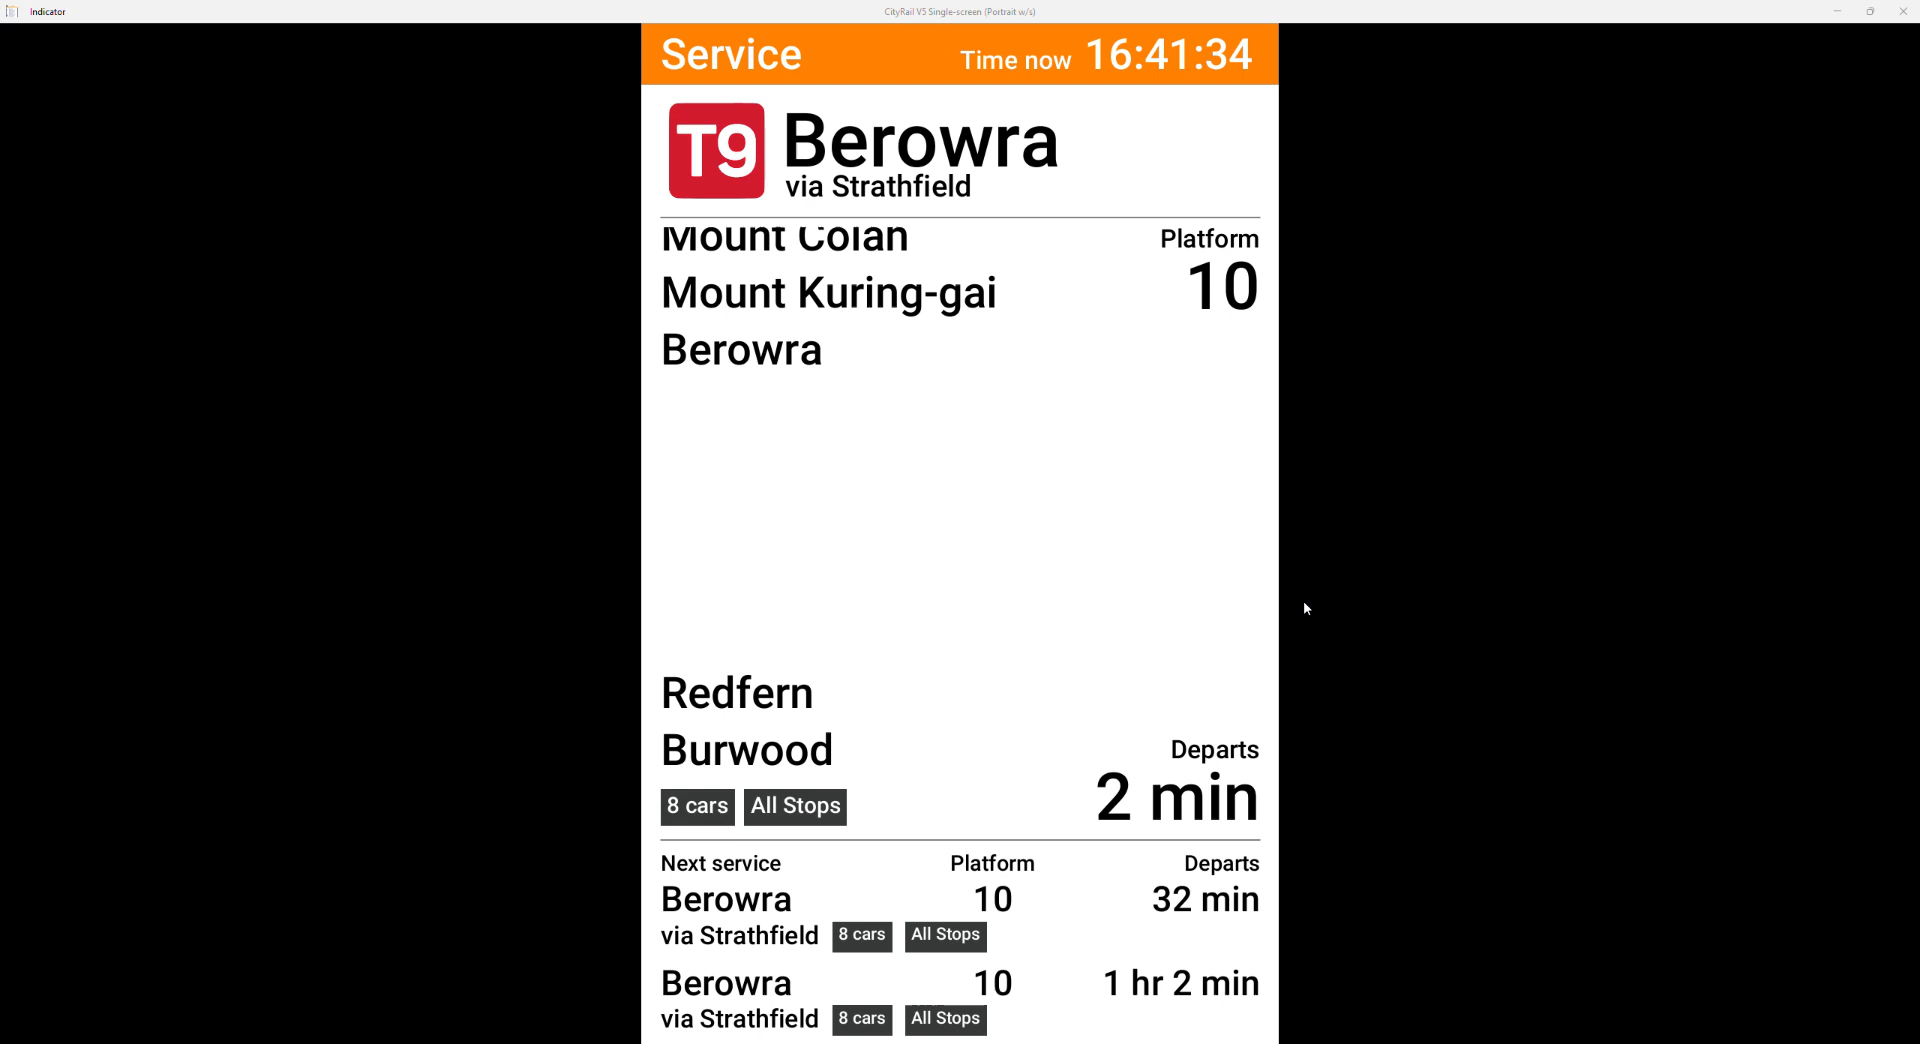 Indicator
CityRail V5 Single-screen (Portrait w/s)
Service
Time now 16:41:34
T9
Berowra
via Strathfield
Mount Colah
Platform
Mount Kuring-gai
10
Berowra
Redfern
Burwood
Departs
8 cars All Stops
2 min
Next service Platform Departs
Berowra 10 32 min
via Strathfield 8 cars All Stops
Berowra 10 1 hr 2 min
via Strathfield 8 cars All Stops